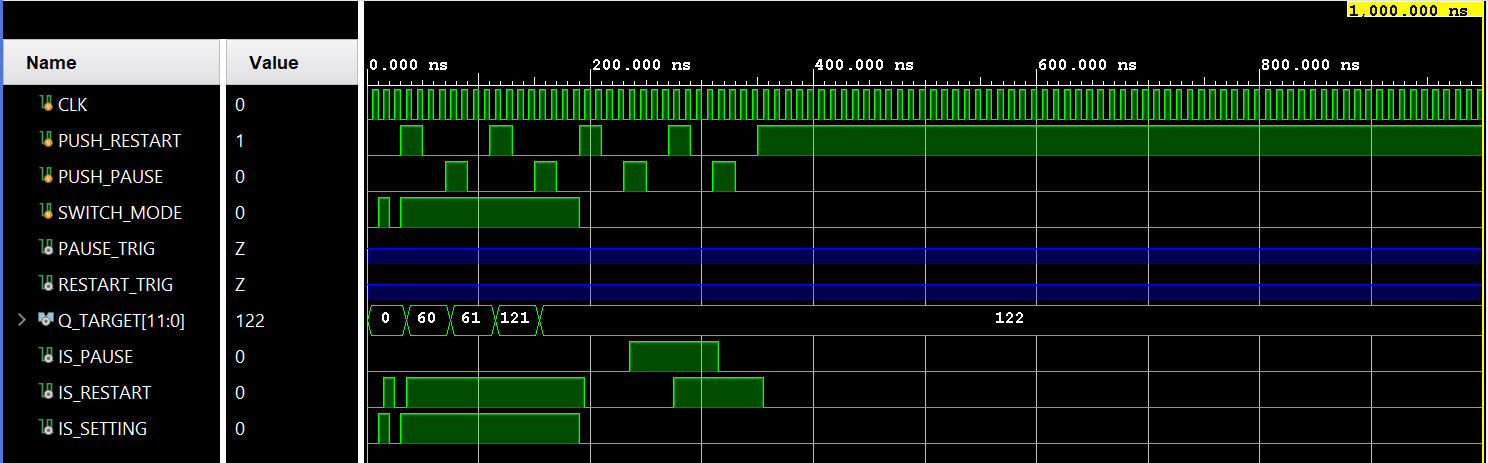 1,000.000 ns
Name Value
0.000 ns 200.000 ns 400.000 ns 600.000 ns 800.000 ns
CLK 0
PUSH_RESTART 1
PUSH_PAUSE 0
SWITCH_MODE 0
PAUSE_TRIG Z
RESTART_TRIG Z
Q_TARGET[11:0] 122 0 60 61 121 122
IS_PAUSE 0
IS_RESTART 0
IS_SETTING 0